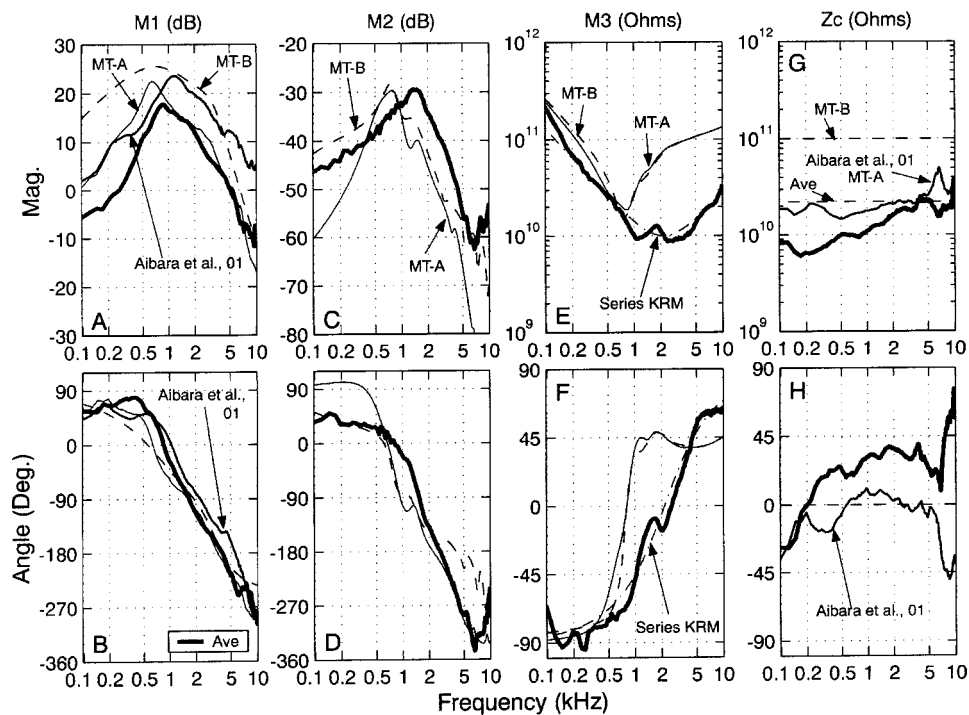 M1 (dB)
M2 (dB)
M3 (Ohms)
Zc (Ohms)
30
20
10
0
-10
-20
-30
Mag.
MT-A
MT-B
Aibara et al., 01
A
0.1 0.2 0.5 1 2 5 10
-20
-30
-40
-50
-60
-70
-80
MT-B
MT-A
C
0.1 0.2 0.5 1 2 5 10
10^12
10^11
10^10
10^9
MT-B
MT-A
Series KRM
E
0.1 0.2 0.5 1 2 5 10
10^12
10^11
10^10
10^9
G
MT-B
Aibara et al., 01
MT-A
Ave
0.1 0.2 0.5 1 2 5 10
90
0
-90
-180
-270
-360
Angle (Deg.)
Aibara et al.,
01
B
Ave
0.1 0.2 0.5 1 2 5 10
90
0
-90
-180
-270
-360
D
0.1 0.2 0.5 1 2 5 10
90
45
0
-45
-90
F
Series KRM
0.1 0.2 0.5 1 2 5 10
90
45
0
-45
-90
H
Aibara et al., 01
0.1 0.2 0.5 1 2 5 10
Frequency (kHz)